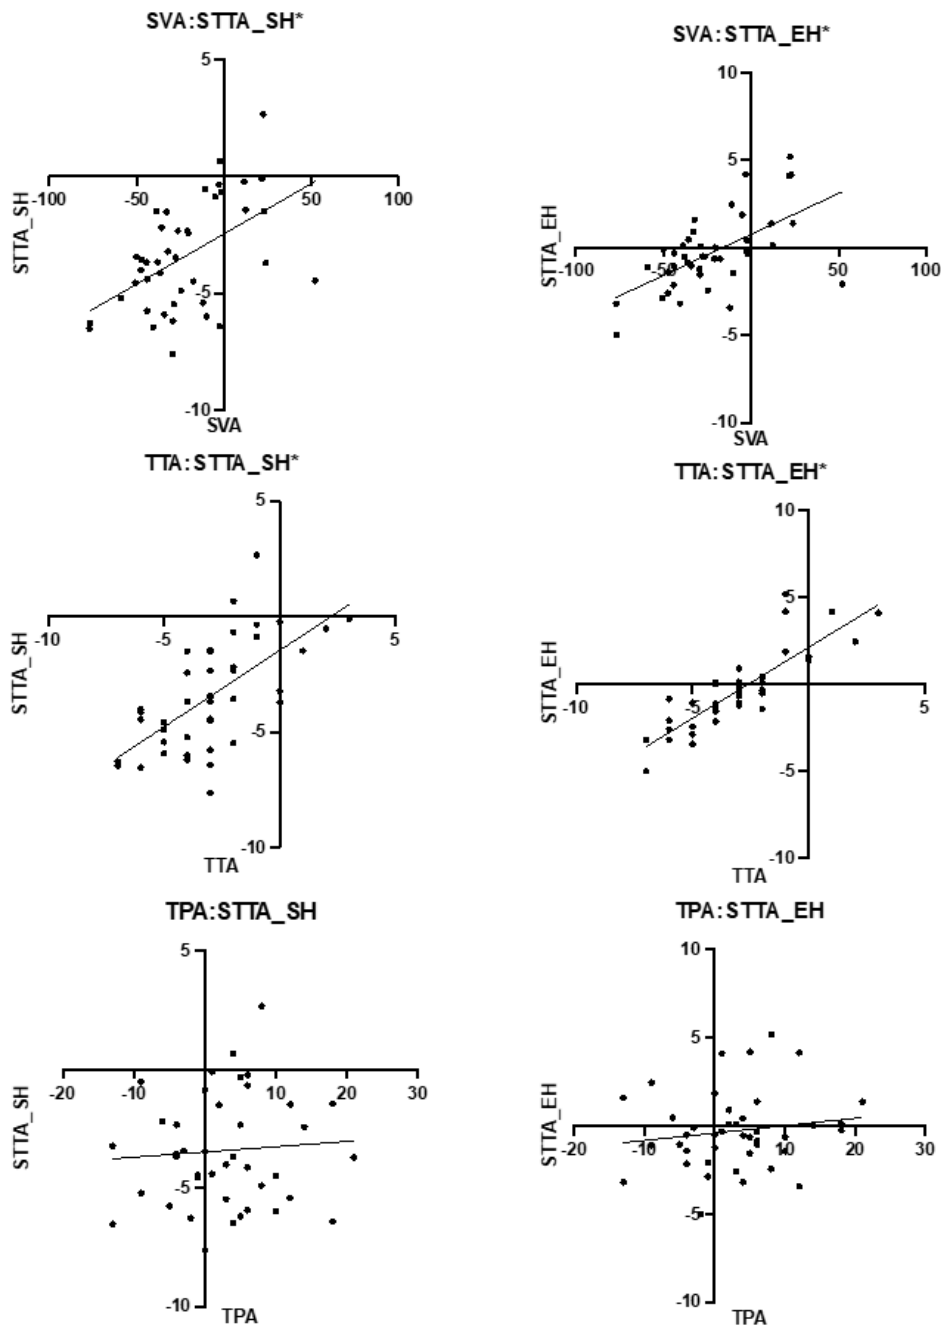 SVA:STTA_SH*
5
-100
-50
50
100
STTA_SH
-5
-10
SVA
SVA:STTA_EH*
10
5
STTA_EH
-100
-50
50
100
-5
-10
SVA
TTA:STTA_SH*
5
-10
-5
5
STTA_SH
-5
-10
TTA
TTA:STTA_EH*
10
5
STTA_EH
-10
-5
5
-5
-10
TTA
TPA:STTA_SH
5
-20
-10
10
20
30
STTA_SH
-5
-10
TPA
TPA:STTA_EH
10
5
STTA_EH
-20
-10
10
20
30
-5
-10
TPA